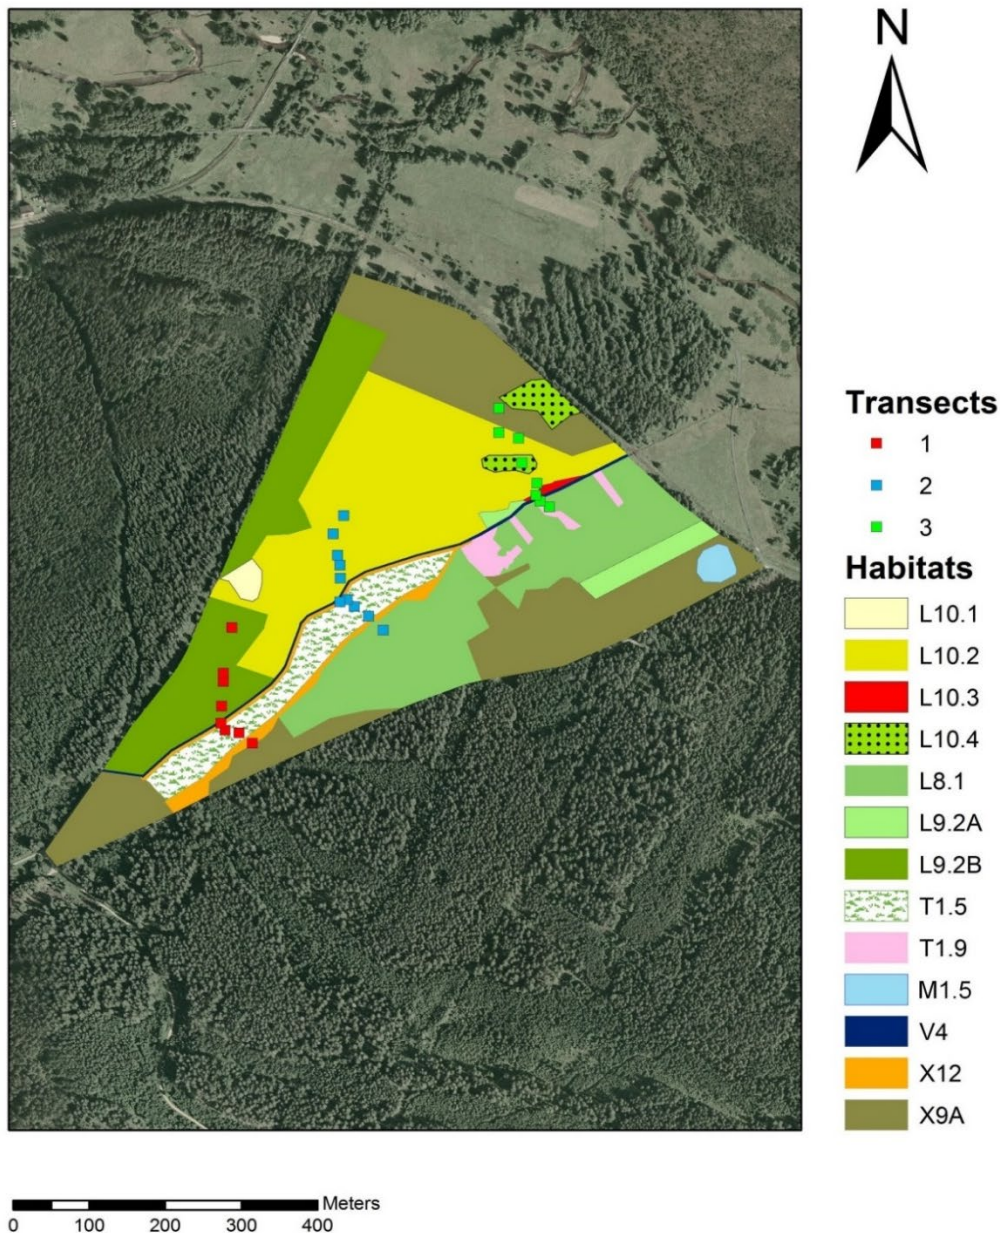 N
Transects
1
2
3
Habitats
L10.1
L10.2
L10.3
L10.4
L8.1
L9.2A
L9.2B
T1.5
T1.9
M1.5
V4
X12
X9A
Meters
0 100 200 300 400